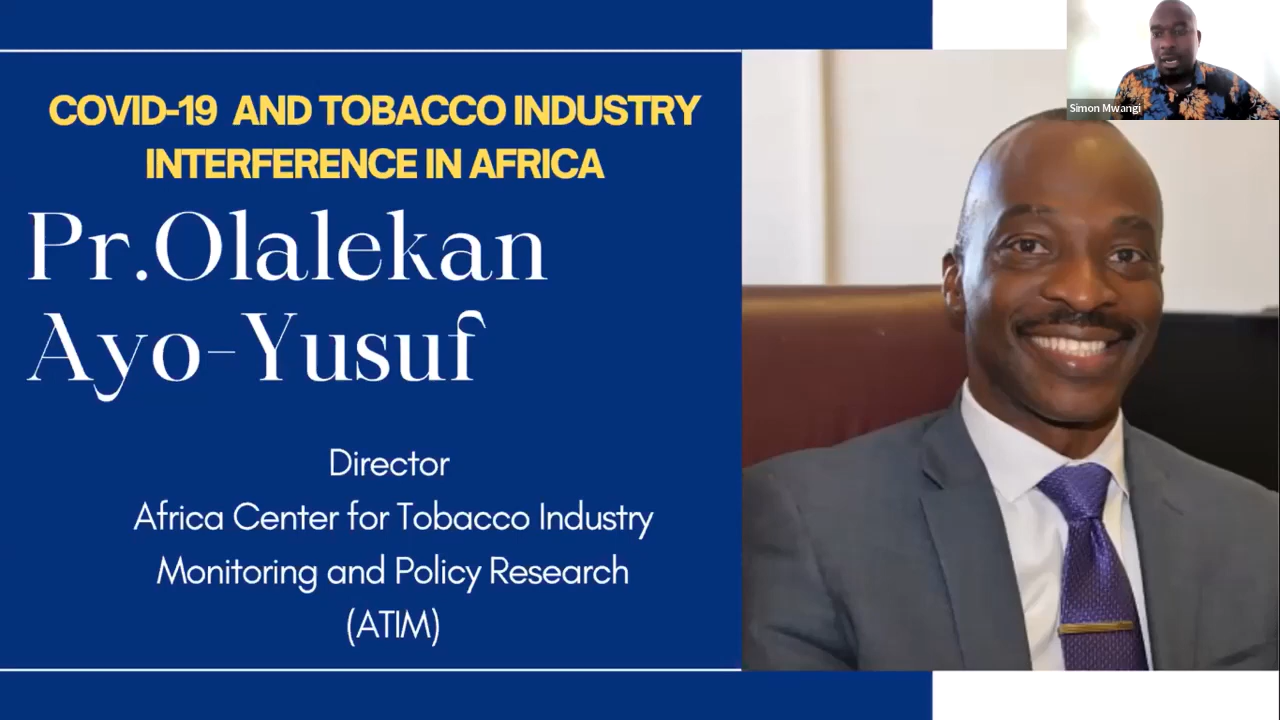 COVID-19 AND TOBACCO INDUSTRY
INTERFERENCE IN AFRICA
Pr.Olalekan
Ayo-Yusuf
Director
Africa Center for Tobacco Industry
Monitoring and Policy Research
(ATIM)
Simon Mwangi